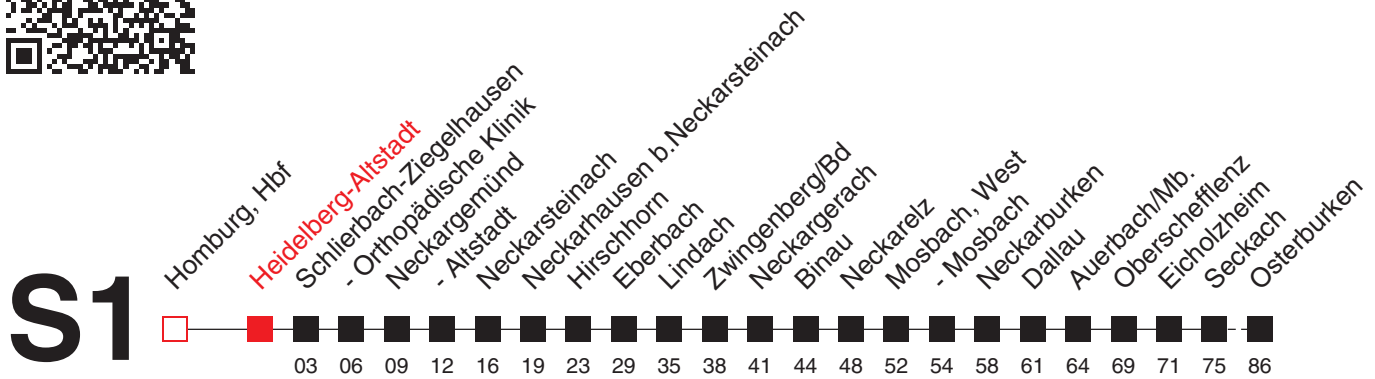 Homburg, Hbf
Heidelberg-Altstadt
Schlierbach-Ziegelhausen
- Orthopädische Klinik
Neckargemünd
- Altstadt
Neckarsteinach
Neckarhausen b.Neckarsteinach
Hirschhorn
Eberbach
Lindach
Zwingenberg/Bd
Neckargerach
Binau
Neckarelz
Mosbach, West
- Mosbach
Neckarburken
Dallau
Auerbach/Mb.
Oberschefflenz
Eicholzheim
Seckach
Osterburken
S1
03 06 09 12 16 19 23 29 35 38 41 44 48 52 54 58 61 64 69 71 75 86